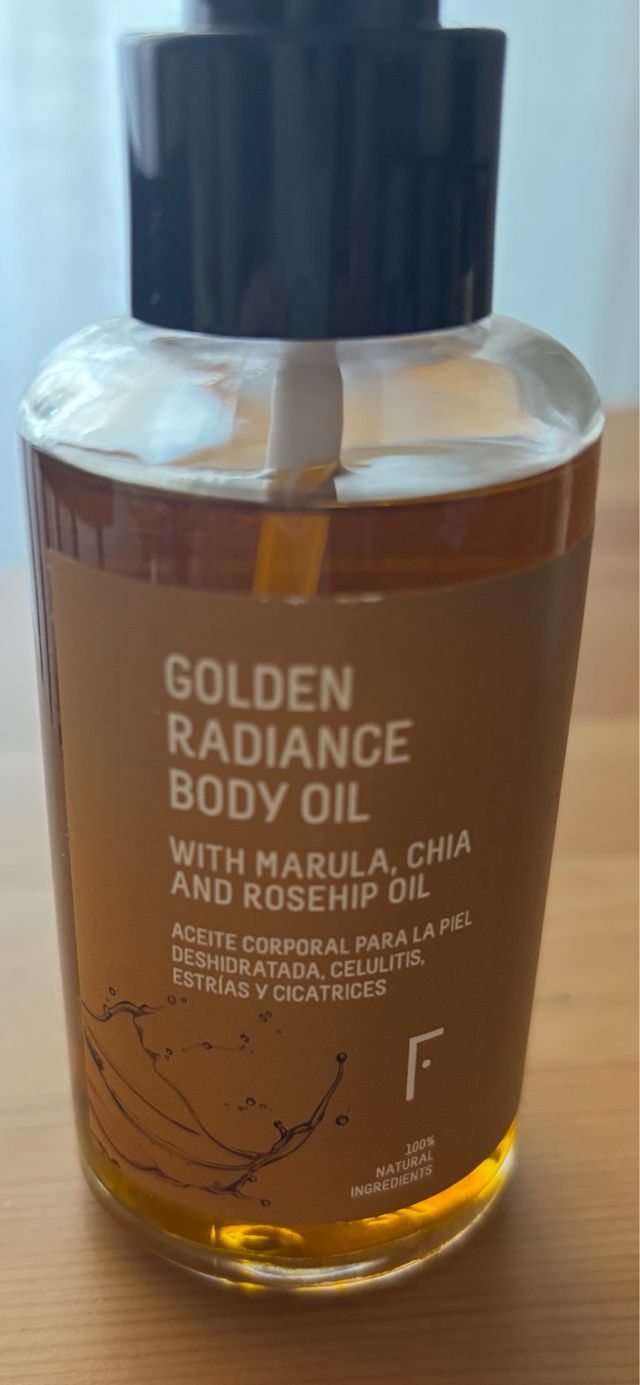 GOLDEN
RADIANCE
BODY OIL
WITH MARULA, CHIA
AND ROSEHIP OIL
ACEITE CORPORAL PARA LA PIEL
DESHIDRATADA, CELULITIS,
ESTRÍAS Y CICATRICES
F
100%
NATURAL
INGREDIENTS